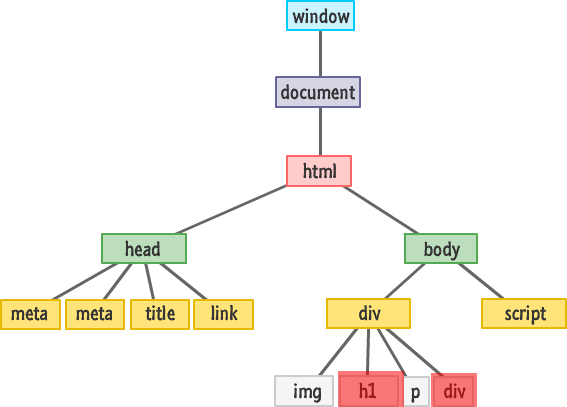 window
document
html
head
body
meta
meta
title
link
div
script
img
h1
p
div